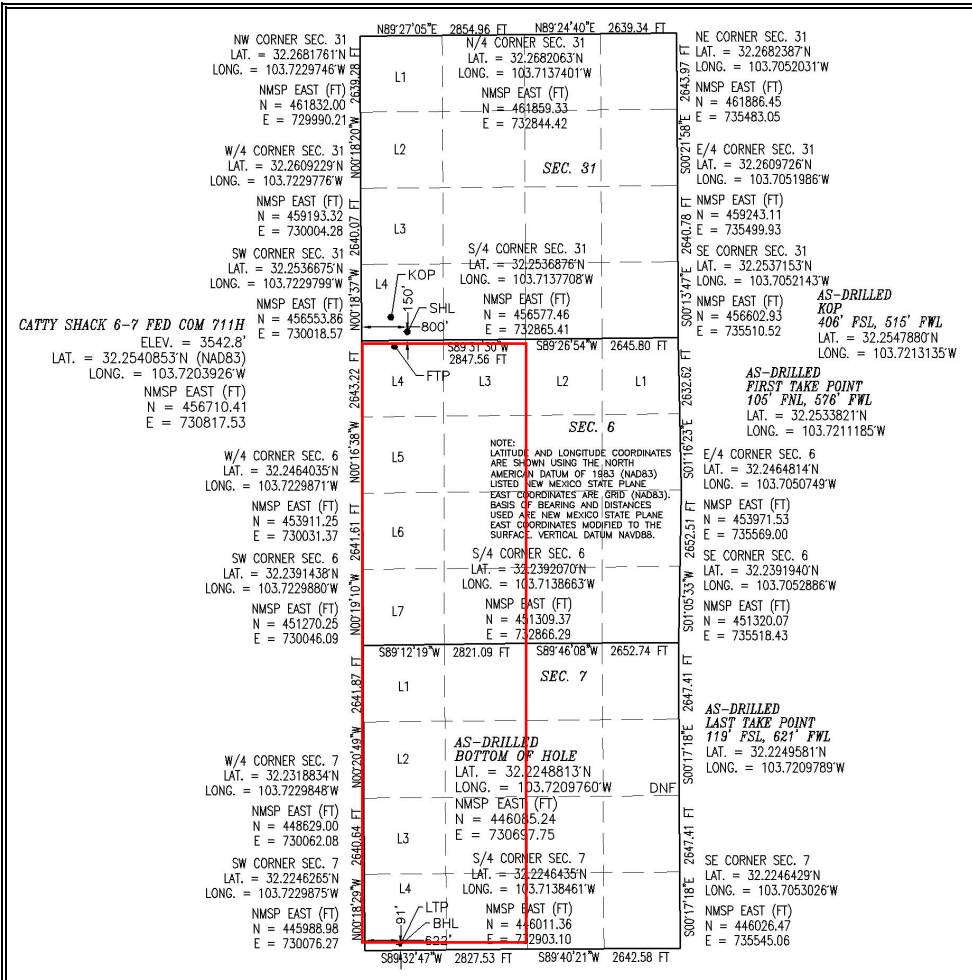 N89°27'05"E 2854.96 FT N89°24'40"E 2639.34 FT
NW CORNER SEC. 31
LAT. = 32.2681761'N
LONG. = 103.7229746'W
NMSP EAST (FT)
N = 461832.00
E = 729990.21
N/4 CORNER SEC. 31
LAT. = 32.2682063'N
LONG. = 103.7137401'W
NMSP EAST (FT)
N = 461859.33
E = 732844.42
NE CORNER SEC. 31
LAT. = 32.2682387'N
LONG. = 103.7052031'W
NMSP EAST (FT)
N = 461886.45
E = 735483.05
N00°18'20"W 2639.28 FT
S00°21'58"E 2643.97 FT
L1
L2
SEC. 31
W/4 CORNER SEC. 31
LAT. = 32.2609229'N
LONG. = 103.7229776'W
NMSP EAST (FT)
N = 459193.32
E = 730004.28
E/4 CORNER SEC. 31
LAT. = 32.2609726'N
LONG. = 103.7051986'W
NMSP EAST (FT)
N = 459243.11
E = 735499.93
N00°18'37"W 2640.07 FT
S00°13'47"E 2640.78 FT
L3
L4
SW CORNER SEC. 31
LAT. = 32.2536675'N
LONG. = 103.7229799'W
NMSP EAST (FT)
N = 456553.86
E = 730018.57
S/4 CORNER SEC. 31
LAT. = 32.2536876'N
LONG. = 103.7137708'W
NMSP EAST (FT)
N = 456577.46
E = 732865.41
SE CORNER SEC. 31
LAT. = 32.2537153'N
LONG. = 103.7052143'W
NMSP EAST (FT)
N = 456602.93
E = 735510.52
KOP
150'
SHL
800'
FTP
AS-DRILLED
KOP
406' FSL, 515' FWL
LAT. = 32.2547880'N
LONG. = 103.7213135'W
CATTY SHACK 6-7 FED COM 711H
ELEV. = 3542.8'
LAT. = 32.2540853'N (NAD83)
LONG. = 103.7203926'W
NMSP EAST (FT)
N = 456710.41
E = 730817.53
S89°31'30"W
2847.56 FT
S89°26'54"W 2645.80 FT
AS-DRILLED
FIRST TAKE POINT
105' FNL, 576' FWL
LAT. = 32.2533821'N
LONG. = 103.7211185'W
N00°16'38"W 2643.22 FT
S01°16'23"E 2632.62 FT
L4 L3 L2 L1
SEC. 6
L5
NOTE:
LATITUDE AND LONGITUDE COORDINATES
ARE SHOWN USING THE NORTH
AMERICAN DATUM OF 1983 (NAD83)
LISTED NEW MEXICO STATE PLANE
EAST COORDINATES ARE GRID (NAD83).
BASIS OF BEARING AND DISTANCES
USED ARE NEW MEXICO STATE PLANE
EAST COORDINATES MODIFIED TO THE
SURFACE. VERTICAL DATUM NAVD88.
W/4 CORNER SEC. 6
LAT. = 32.2464035'N
LONG. = 103.7229871'W
NMSP EAST (FT)
N = 453911.25
E = 730031.37
E/4 CORNER SEC. 6
LAT. = 32.2464814'N
LONG. = 103.7050749'W
NMSP EAST (FT)
N = 453971.53
E = 735569.00
N00°19'10"W 2641.61 FT
S01°05'33"W 2652.51 FT
L6
L7
SW CORNER SEC. 6
LAT. = 32.2391438'N
LONG. = 103.7229880'W
NMSP EAST (FT)
N = 451270.25
E = 730046.09
S/4 CORNER SEC. 6
LAT. = 32.2392070'N
LONG. = 103.7138663'W
NMSP EAST (FT)
N = 451309.37
E = 732866.29
SE CORNER SEC. 6
LAT. = 32.2391940'N
LONG. = 103.7052886'W
NMSP EAST (FT)
N = 451320.07
E = 735518.43
S89°12'19"W 2821.09 FT S89°46'08"W 2652.74 FT
N00°20'49"W 2641.87 FT
S00°17'18"E 2647.41 FT
L1
SEC. 7
L2
AS-DRILLED
BOTTOM OF HOLE
LAT. = 32.2248813'N
LONG. = 103.7209760'W
NMSP EAST (FT)
N = 446085.24
E = 730697.75
DNF
AS-DRILLED
LAST TAKE POINT
119' FSL, 621' FWL
LAT. = 32.2249581'N
LONG. = 103.7209789'W
W/4 CORNER SEC. 7
LAT. = 32.2318834'N
LONG. = 103.7229848'W
NMSP EAST (FT)
N = 448629.00
E = 730062.08
N00°18'29"W 2640.64 FT
S00°17'18"E 2647.41 FT
L3
L4
SW CORNER SEC. 7
LAT. = 32.2246265'N
LONG. = 103.7229875'W
NMSP EAST (FT)
N = 445988.98
E = 730076.27
S/4 CORNER SEC. 7
LAT. = 32.2246435'N
LONG. = 103.7138461'W
NMSP EAST (FT)
N = 446011.36
E = 732903.10
SE CORNER SEC. 7
LAT. = 32.2246429'N
LONG. = 103.7053026'W
NMSP EAST (FT)
N = 446026.47
E = 735545.06
91'
LTP
BHL
622'
S89°32'47"W 2827.53 FT S89°40'21"W 2642.58 FT